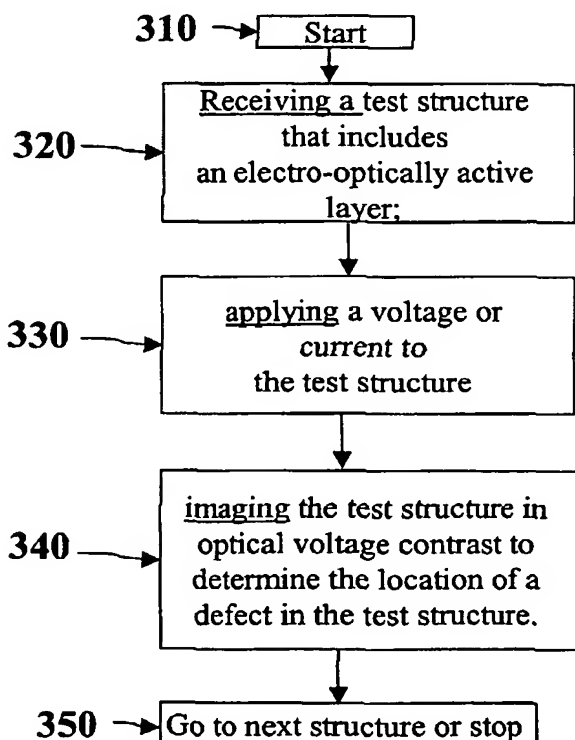 310
Start
320
Receiving a test structure
that includes
an electro-optically active
layer;
330
applying a voltage or
current to
the test structure
340
imaging the test structure in
optical voltage contrast to
determine the location of a
defect in the test structure.
350
Go to next structure or stop